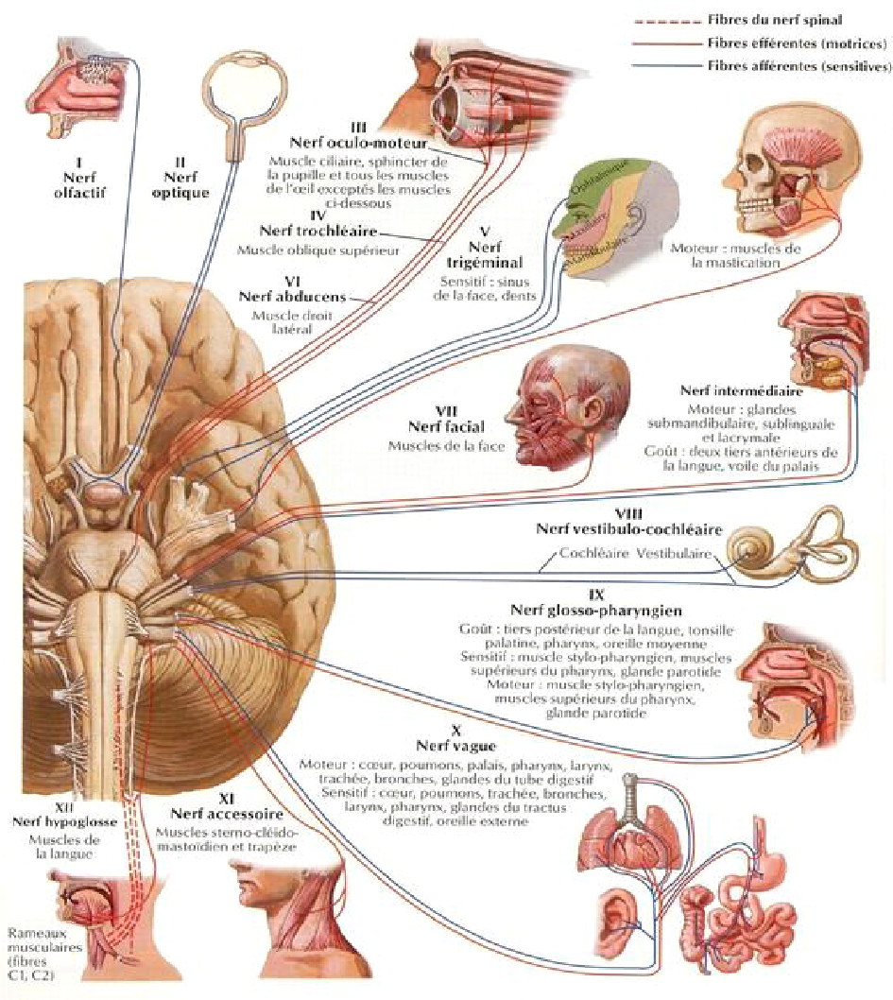 Fibres du nerf spinal
Fibres efférentes (motrices)
Fibres afférentes (sensitives)
I
Nerf
olfactif
II
Nerf
optique
III
Nerf oculo-moteur
Muscle ciliaire, sphincter de
la pupille et tous les muscles
de l'œil exceptés les muscles
ci-dessous
IV
Nerf trochléaire
Muscle oblique supérieur
VI
Nerf abducens
Muscle droit
latéral
V
Nerf
trigéminal
Sensitif : sinus
de la face, dents
Ophtalmique
Maxillaire
Mandibulaire
Moteur : muscles de
la mastication
VII
Nerf facial
Muscles de la face
Nerf intermédiaire
Moteur : glandes
submandibulaire, sublinguale
et lacrymale
Goût : deux tiers antérieurs de
la langue, voile du palais
VIII
Nerf vestibulo-cochléaire
Cochléaire Vestibulaire
IX
Nerf glosso-pharyngien
Goût : tiers postérieur de la langue, tonsille
palatine, pharynx, oreille moyenne
Sensitif : muscle stylo-pharyngien, muscles
supérieurs du pharynx, glande parotide
Moteur : muscle stylo-pharyngien,
muscles supérieurs du pharynx,
glande parotide
X
Nerf vague
Moteur : cœur, poumons, palais, pharynx, larynx,
trachée, bronches, glandes du tube digestif
Sensitif : cœur, poumons, trachée, bronches,
larynx, pharynx, glandes du tractus
digestif, oreille externe
XII
Nerf hypoglosse
Muscles de
la langue
XI
Nerf accessoire
Muscles sterno-cléido-
mastoïdien et trapèze
Rameaux
musculaires
(fibres
C1, C2)